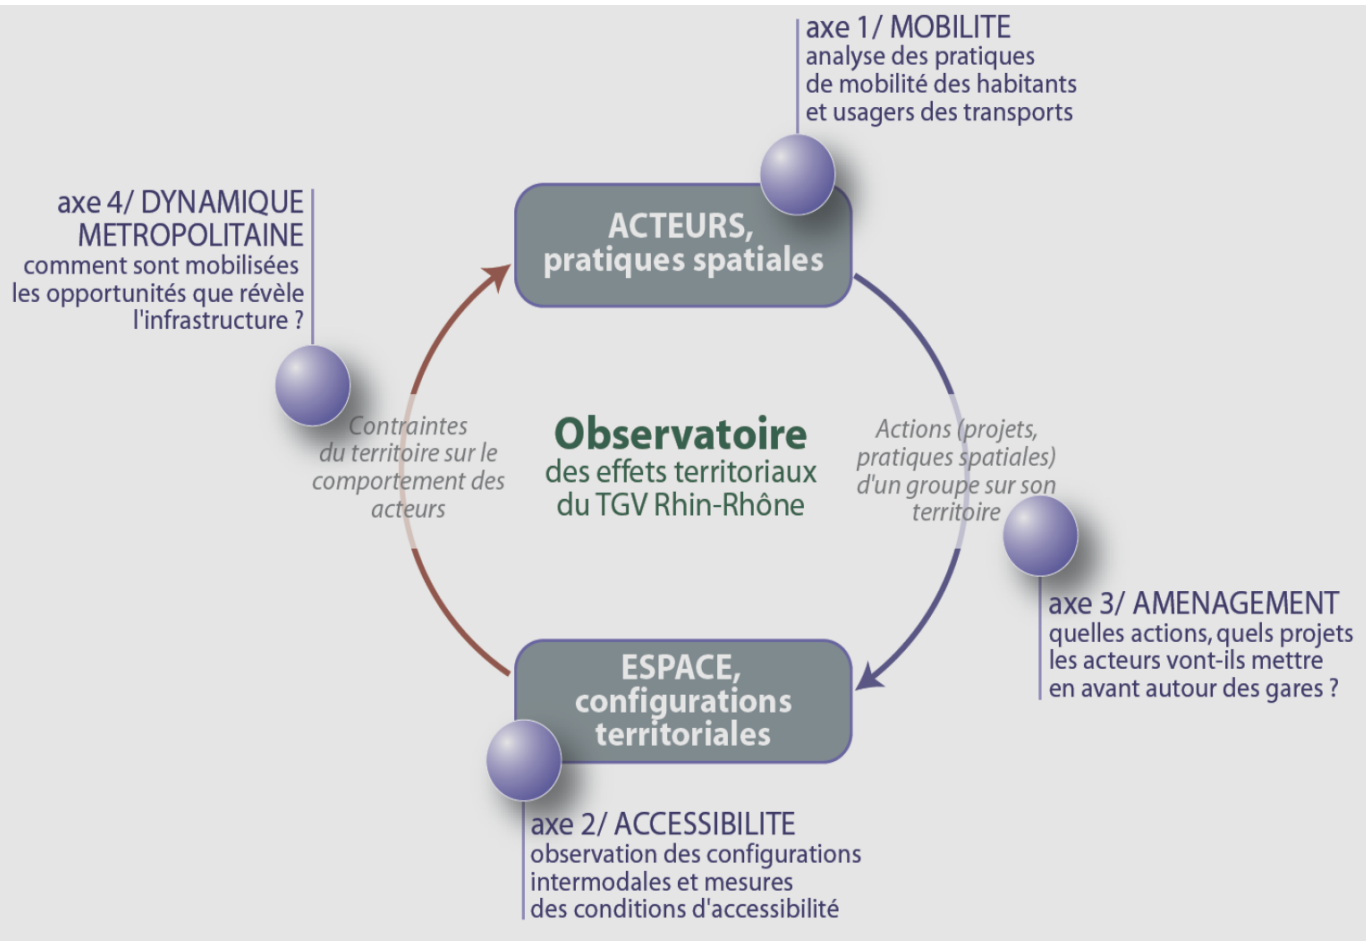 axe 1/ MOBILITE
analyse des pratiques
de mobilité des habitants
et usagers des transports
axe 4/ DYNAMIQUE
METROPOLITAINE
comment sont mobilisées
les opportunités que révèle
l'infrastructure ?
ACTEURS,
pratiques spatiales
Contraintes
du territoire sur le
comportement des
acteurs
Observatoire
des effets territoriaux
du TGV Rhin-Rhône
Actions (projets,
pratiques spatiales)
d'un groupe sur son
territoire
axe 3/ AMENAGEMENT
quelles actions, quels projets
les acteurs vont-ils mettre
en avant autour des gares ?
ESPACE,
configurations
territoriales
axe 2/ ACCESSIBILITE
observation des configurations
intermodales et mesures
des conditions d'accessibilité